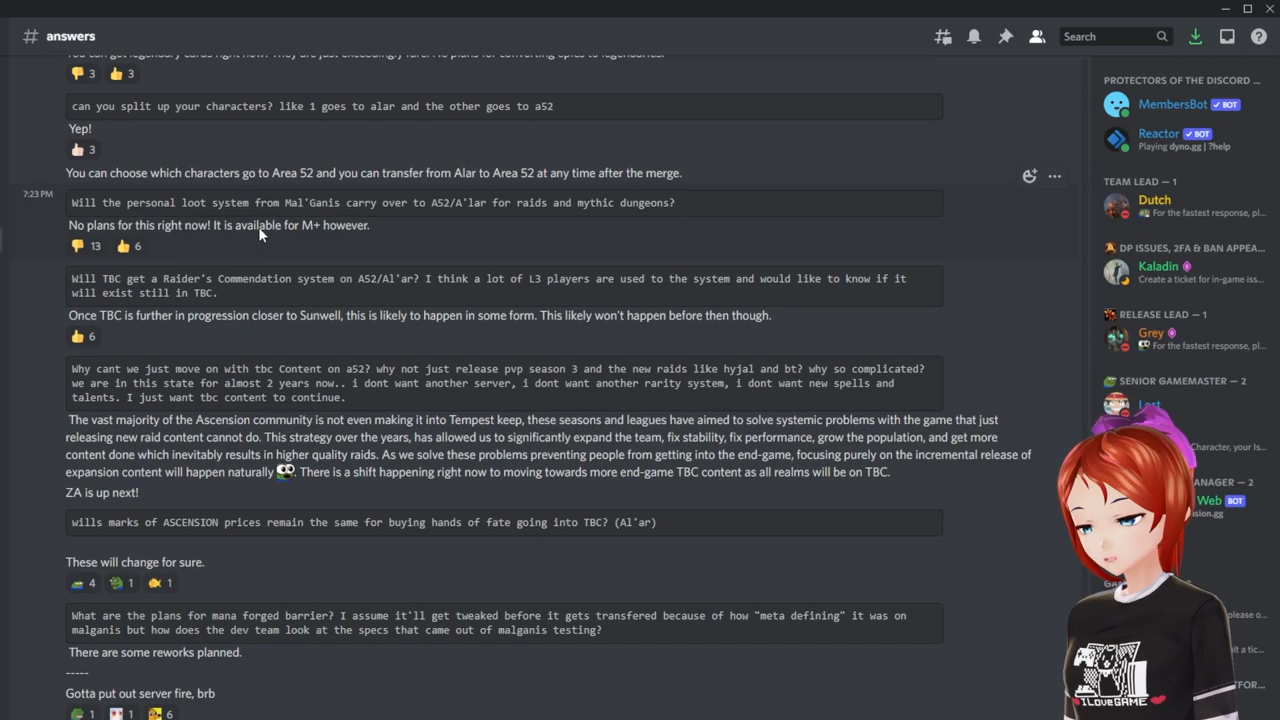 # answers
Search
You can get legendary cards right now! They are just exceedingly rare! No plans for converting epics to legendaries.
3 3
can you split up your characters? like 1 goes to alar and the other goes to a52
Yep!
3
You can choose which characters go to Area 52 and you can transfer from Alar to Area 52 at any time after the merge.
7:23 PM
Will the personal loot system from Mal'Ganis carry over to A52/A'lar for raids and mythic dungeons?
No plans for this right now! It is available for M+ however.
13 6
Will TBC get a Raider's Commendation system on A52/Al'ar? I think a lot of L3 players are used to the system and would like to know if it
will exist still in TBC.
Once TBC is further in progression closer to Sunwell, this is likely to happen in some form. This likely won't happen before then though.
6
Why cant we just move on with tbc Content on a52? why not just release pvp season 3 and the new raids like hyjal and bt? why so complicated?
we are in this state for almost 2 years now.. i dont want another server, i dont want another rarity system, i dont want new spells and
talents. I just want tbc content to continue.
The vast majority of the Ascension community is not even making it into Tempest keep, these seasons and leagues have aimed to solve systemic problems with the game that just
releasing new raid content cannot do. This strategy over the years, has allowed us to significantly expand the team, fix stability, fix performance, grow the population, and get more
content done which inevitably results in higher quality raids. As we solve these problems preventing people from getting into the end-game, focusing purely on the incremental release of
expansion content will happen naturally . There is a shift happening right now to moving towards more end-game TBC content as all realms will be on TBC.
ZA is up next!
wills marks of ASCENSION prices remain the same for buying hands of fate going into TBC? (Al'ar)
These will change for sure.
4 1 1
What are the plans for mana forged barrier? I assume it'll get tweaked before it gets transfered because of how "meta defining" it was on
malganis but how does the dev team look at the specs that came out of malganis testing?
There are some reworks planned.
-----
Gotta put out server fire, brb
1 1 6
PROTECTORS OF THE DISCORD ...
MembersBot ✓ BOT
Reactor ✓ BOT
Playing dyno.gg | ?help
TEAM LEAD — 1
Dutch
For the fastest response, pl...
DP ISSUES, 2FA & BAN APPEA...
Kaladin
Create a ticket for in-game iss...
RELEASE LEAD — 1
Grey
For the fastest response, pl...
SENIOR GAMEMASTER — 2
Lost
Character, your Is...
ANAGER — 2
Web BOT
sion.gg
I LOVE GAME